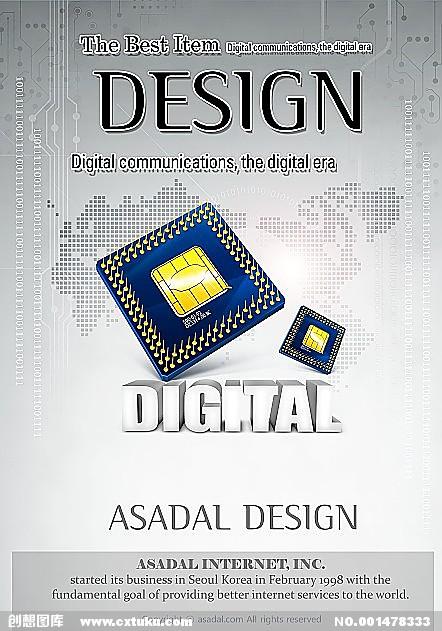 The Best Item Digital communications, the digital era
DESIGN
Digital communications, the digital era
DIGITAL
ASADAL DESIGN
ASADAL INTERNET, INC.
started its business in Seoul Korea in February 1998 with the
fundamental goal of providing better internet services to the world.
Copyright @ asadal.com All rights reserved
创想图库 www.cxtuku.com NO.001478333